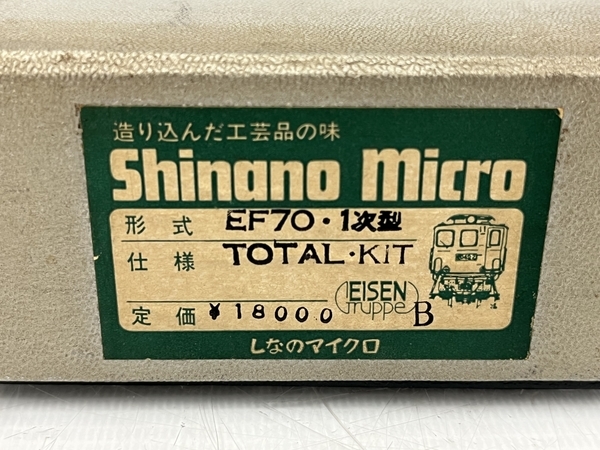 造り込んだ工芸品の味
Shinano Micro
形式 EF70・1次型
仕様 TOTAL・KIT
定価 ¥18000
EISEN
Gruppe B
しなのマイクロ